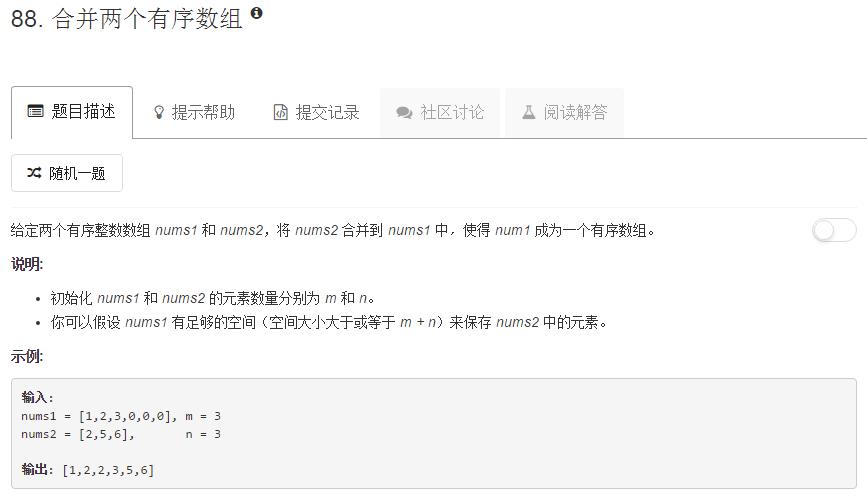 88. 合并两个有序数组
题目描述 提示帮助 提交记录 社区讨论 阅读解答
随机一题
给定两个有序整数数组 nums1 和 nums2，将 nums2 合并到 nums1 中，使得 num1 成为一个有序数组。
说明:
• 初始化 nums1 和 nums2 的元素数量分别为 m 和 n。
• 你可以假设 nums1 有足够的空间（空间大小大于或等于 m + n）来保存 nums2 中的元素。
示例:
输入:
nums1 = [1,2,3,0,0,0], m = 3
nums2 = [2,5,6],       n = 3
输出: [1,2,2,3,5,6]